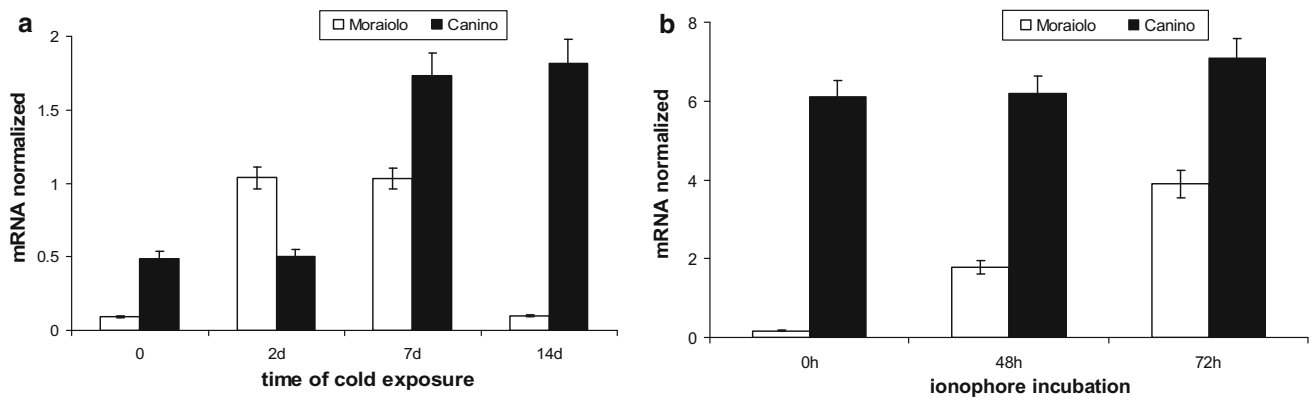 a
Moraiolo Canino
2
1.5
1
0.5
0
mRNA normalized
0 2d 7d 14d
time of cold exposure
b
Moraiolo Canino
8
6
4
2
0
mRNA normalized
0h 48h 72h
ionophore incubation